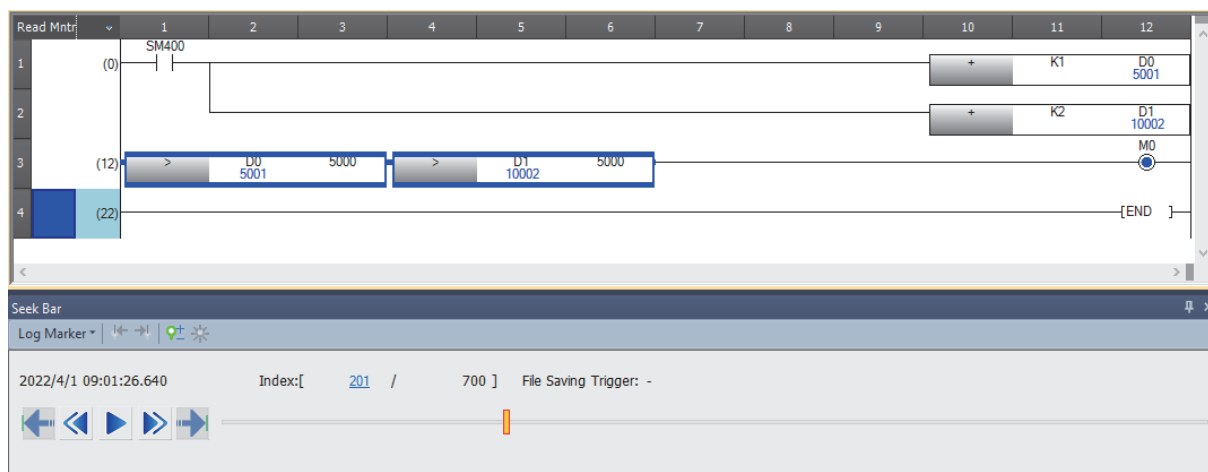 Read Mntr 1 2 3 4 5 6 7 8 9 10 11 12
SM400
1 (0) + K1 D0
5001
2 + K2 D1
10002
M0
3 (12) > D0 5000 > D1 5000
5001 10002
4 (22) [END ]
Seek Bar
Log Marker
2022/4/1 09:01:26.640 Index:[ 201 / 700 ] File Saving Trigger: -